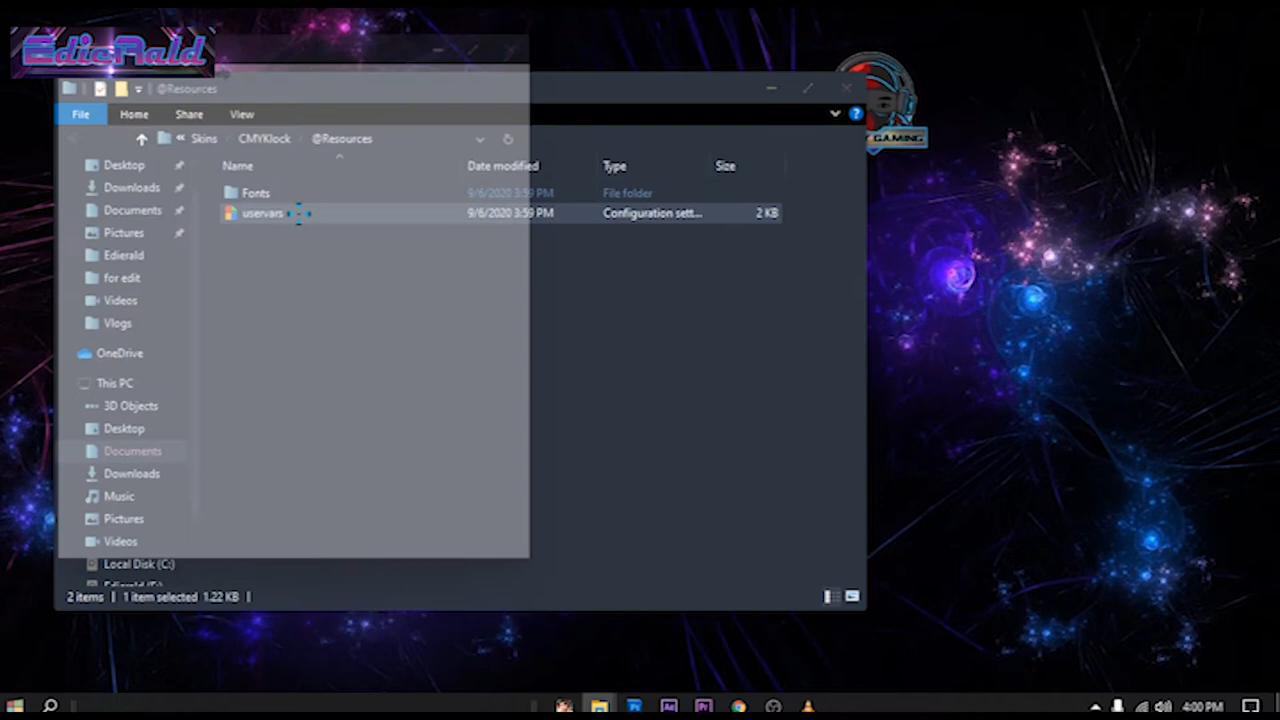 EdieRald
@Resources
File Home Share View
Skins CMYKlock @Resources
Name Date modified Type Size
Fonts 9/6/2020 3:59 PM File folder
uservars 9/6/2020 3:59 PM Configuration sett... 2 KB
Desktop
Downloads
Documents
Pictures
Edierald
for edit
Videos
Vlogs
OneDrive
This PC
3D Objects
Desktop
Documents
Downloads
Music
Pictures
Videos
Local Disk (C:)
2 items 1 item selected 1.22 KB
GAMING
4:00 PM